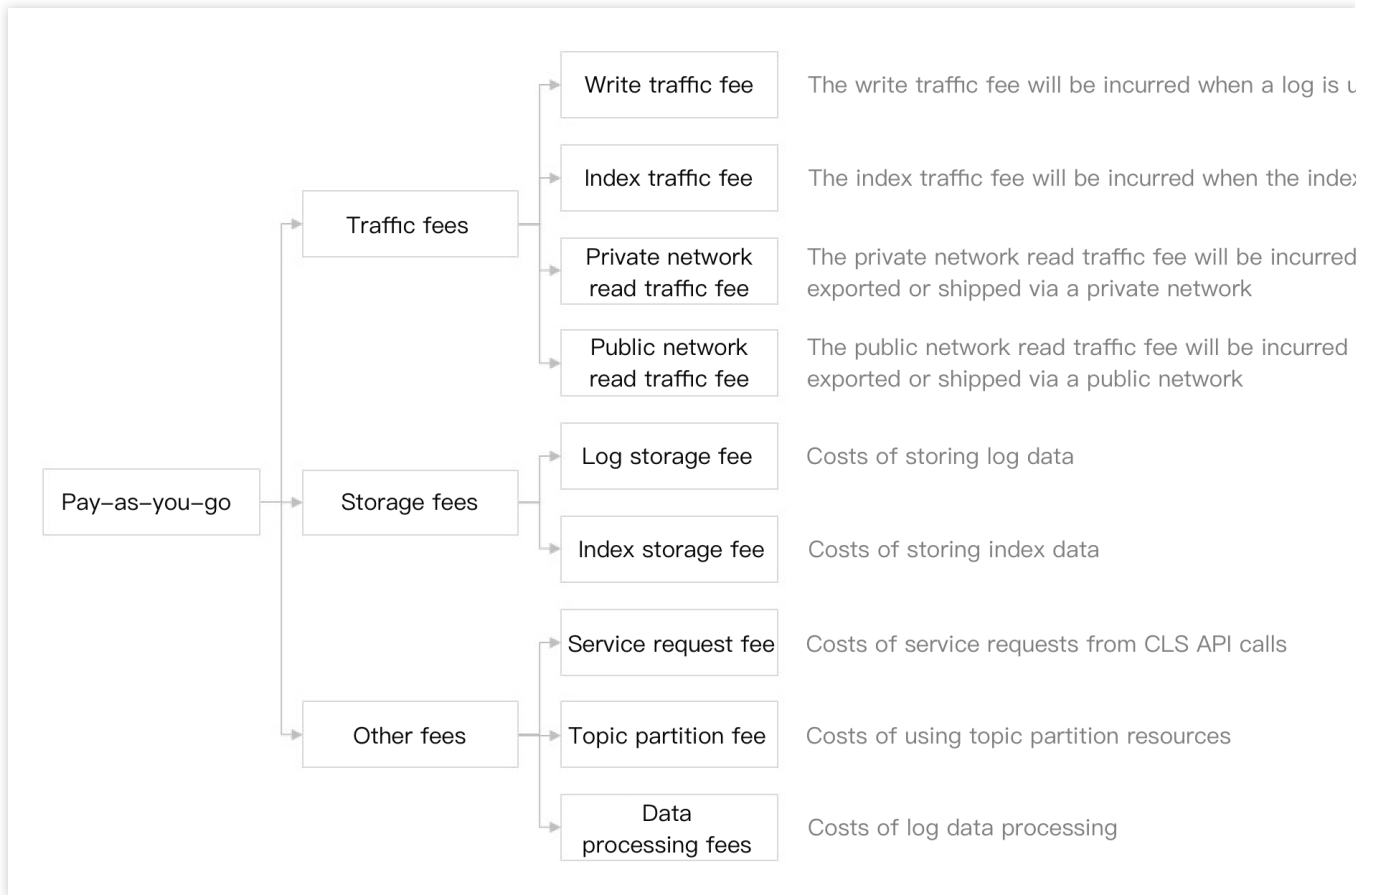 Write traffic fee
The write traffic fee will be incurred when a log is
Index traffic fee
The index traffic fee will be incurred when the index
Traffic fees
Private network
read traffic fee
The private network read traffic fee will be incurred
exported or shipped via a private network
Public network
read traffic fee
The public network read traffic fee will be incurred
exported or shipped via a public network
Log storage fee
Costs of storing log data
Pay–as–you–go
Storage fees
Index storage fee
Costs of storing index data
Service request fee
Costs of service requests from CLS API calls
Other fees
Topic partition fee
Costs of using topic partition resources
Data
processing fees
Costs of log data processing